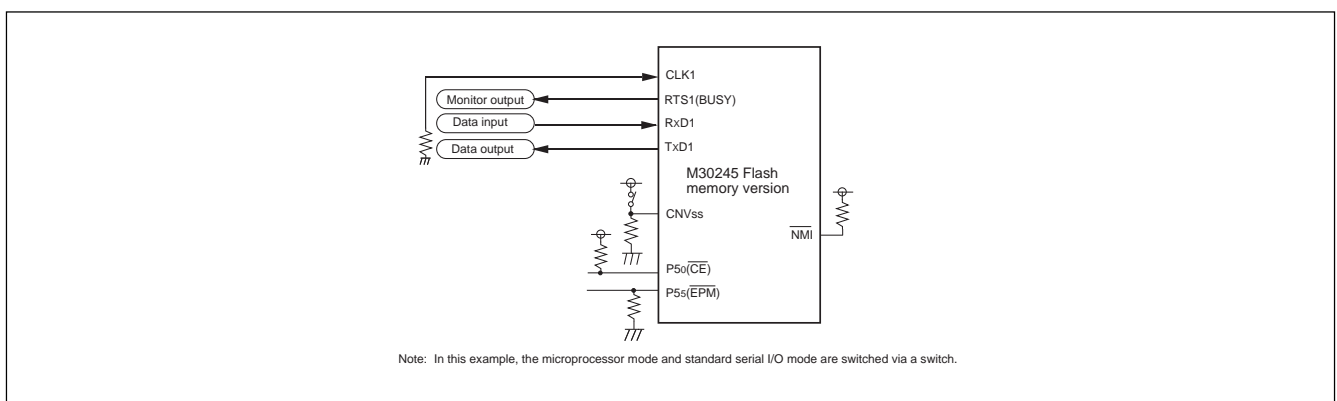 CLK1
Monitor output
RTS1(BUSY)
Data input
RxD1
Data output
TxD1
M30245 Flash
memory version
CNVss
NMI
P50(CE)
P55(EPM)
Note: In this example, the microprocessor mode and standard serial I/O mode are switched via a switch.